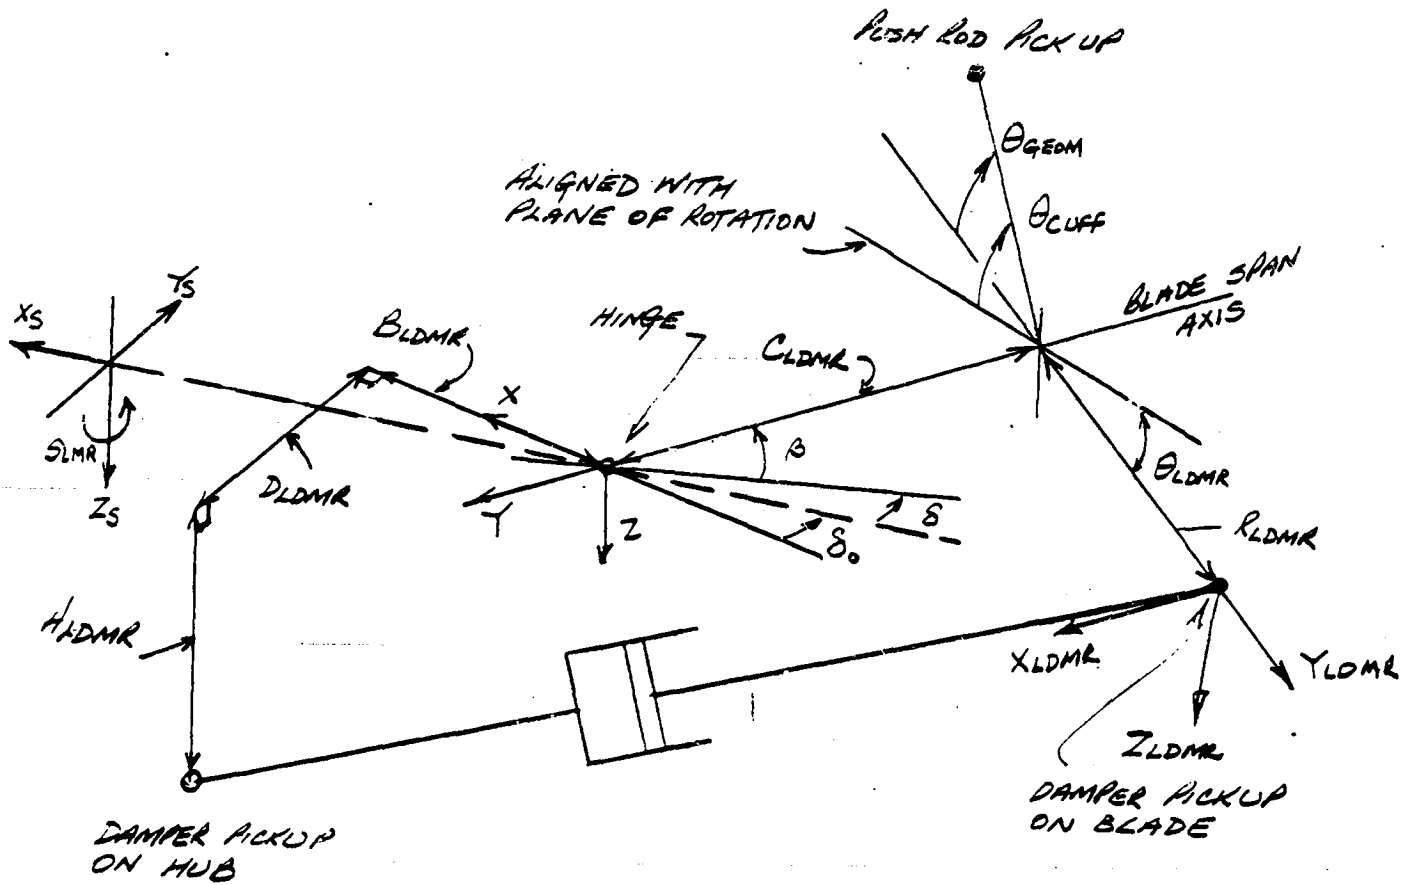 PUSH ROD PICKUP
θGEOM
ALIGNED WITH
PLANE OF ROTATION
θCUFF
BLADE SPAN
AXIS
YS
XS
BLDMR
HINGE
CLDMR
X
β
ΩLMR
ZS
DLDMR
Y
Z
δ
δ0
θLDMR
RLDMR
HLDMR
XLDMR
YLDMR
ZLDMR
DAMPER PICKUP
ON BLADE
DAMPER PICKUP
ON HUB